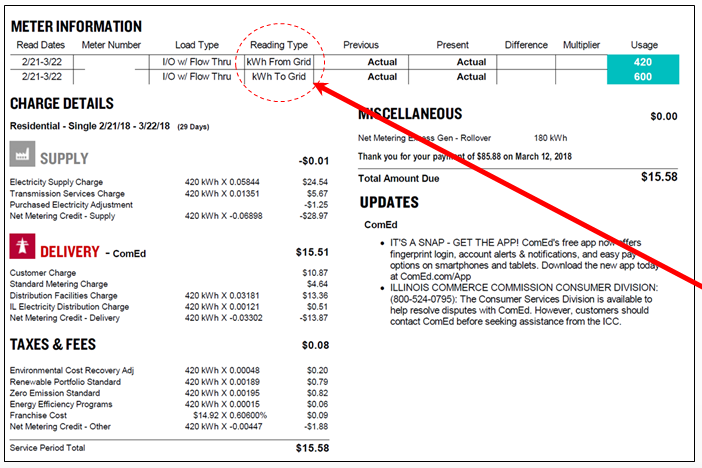 METER INFORMATION
Read Dates Meter Number Load Type Reading Type Previous Present Difference Multiplier Usage
2/21-3/22 I/O w/ Flow Thru kWh From Grid Actual Actual 420
2/21-3/22 I/O w/ Flow Thru kWh To Grid Actual Actual 600
CHARGE DETAILS
Residential - Single 2/21/18 - 3/22/18 (29 Days)
SUPPLY -$0.01
Electricity Supply Charge 420 kWh X 0.05844 $24.54
Transmission Services Charge 420 kWh X 0.01351 $5.67
Purchased Electricity Adjustment -$1.25
Net Metering Credit - Supply 420 kWh X -0.06898 -$28.97
DELIVERY - ComEd $15.51
Customer Charge $10.87
Standard Metering Charge $4.64
Distribution Facilities Charge 420 kWh X 0.03181 $13.36
IL Electricity Distribution Charge 420 kWh X 0.00121 $0.51
Net Metering Credit - Delivery 420 kWh X -0.03302 -$13.87
TAXES & FEES $0.08
Environmental Cost Recovery Adj 420 kWh X 0.00048 $0.20
Renewable Portfolio Standard 420 kWh X 0.00189 $0.79
Zero Emission Standard 420 kWh X 0.00195 $0.82
Energy Efficiency Programs 420 kWh X 0.00015 $0.06
Franchise Cost $14.92 X 0.60600% $0.09
Net Metering Credit - Other 420 kWh X -0.00447 -$1.88
Service Period Total $15.58
MISCELLANEOUS $0.00
Net Metering Excess Gen - Rollover 180 kWh
Thank you for your payment of $85.88 on March 12, 2018
Total Amount Due $15.58
UPDATES
ComEd
• IT'S A SNAP - GET THE APP! ComEd's free app now offers
fingerprint login, account alerts & notifications, and easy pay
options on smartphones and tablets. Download the new app today
at ComEd.com/App
• ILLINOIS COMMERCE COMMISSION CONSUMER DIVISION:
(800-524-0795): The Consumer Services Division is available to
help resolve disputes with ComEd. However, customers should
contact ComEd before seeking assistance from the ICC.